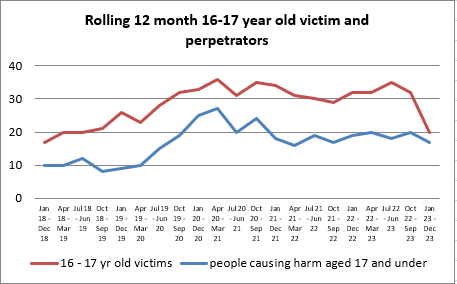 Rolling 12 month 16-17 year old victim and
perpetrators
40
30
20
10
0
Jan
18 -
Dec
18
Apr
18 -
Mar
19
Jul 18
- Jun
19
Oct
18 -
Sep
19
Jan
19 -
Dec
19
Apr
19 -
Mar
20
Jul 19
- Jun
20
Oct
19 -
Sep
20
Jan
20 -
Dec
20
Apr
20 -
Mar
21
Jul 20
- Jun
21
Oct
20 -
Sep
21
Jan
21 -
Dec
21
Apr
21 -
Mar
22
Jul 21
- Jun
22
Oct
21 -
Sep
22
Jan
22 -
Dec
22
Apr
22 -
Mar
23
Jul 22
- Jun
23
Oct
22 -
Sep
23
Jan
23 -
Dec
23
16 - 17 yr old victims
people causing harm aged 17 and under